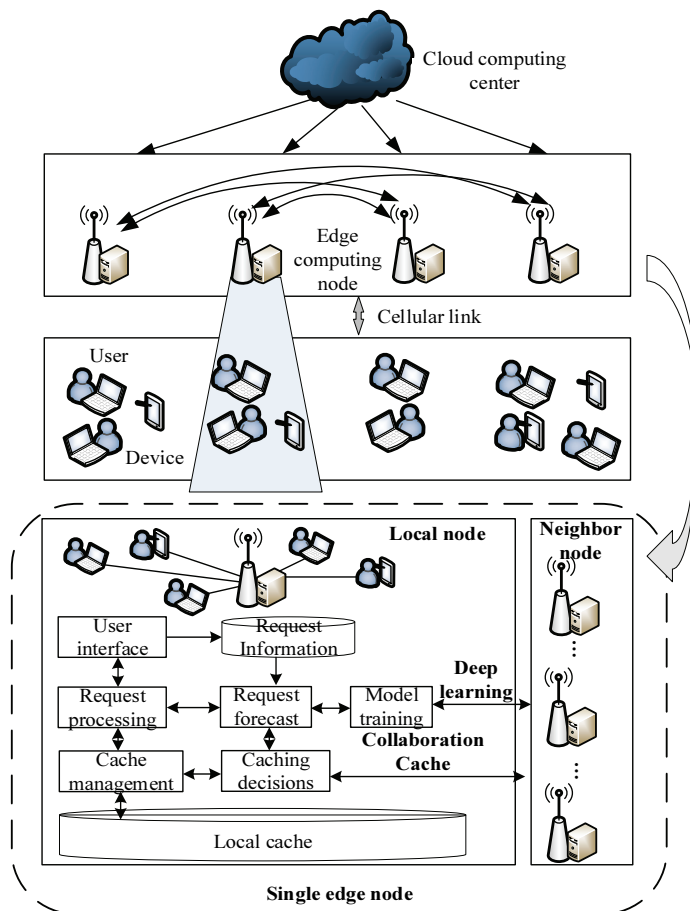 Cloud computing
center
Edge
computing
node
Cellular link
User
Device
Local node
Neighbor
node
User
interface
Request
Information
Deep
learning
Request
processing
Request
forecast
Model
training
Collaboration
Cache
Cache
management
Caching
decisions
...
...
Local cache
Single edge node